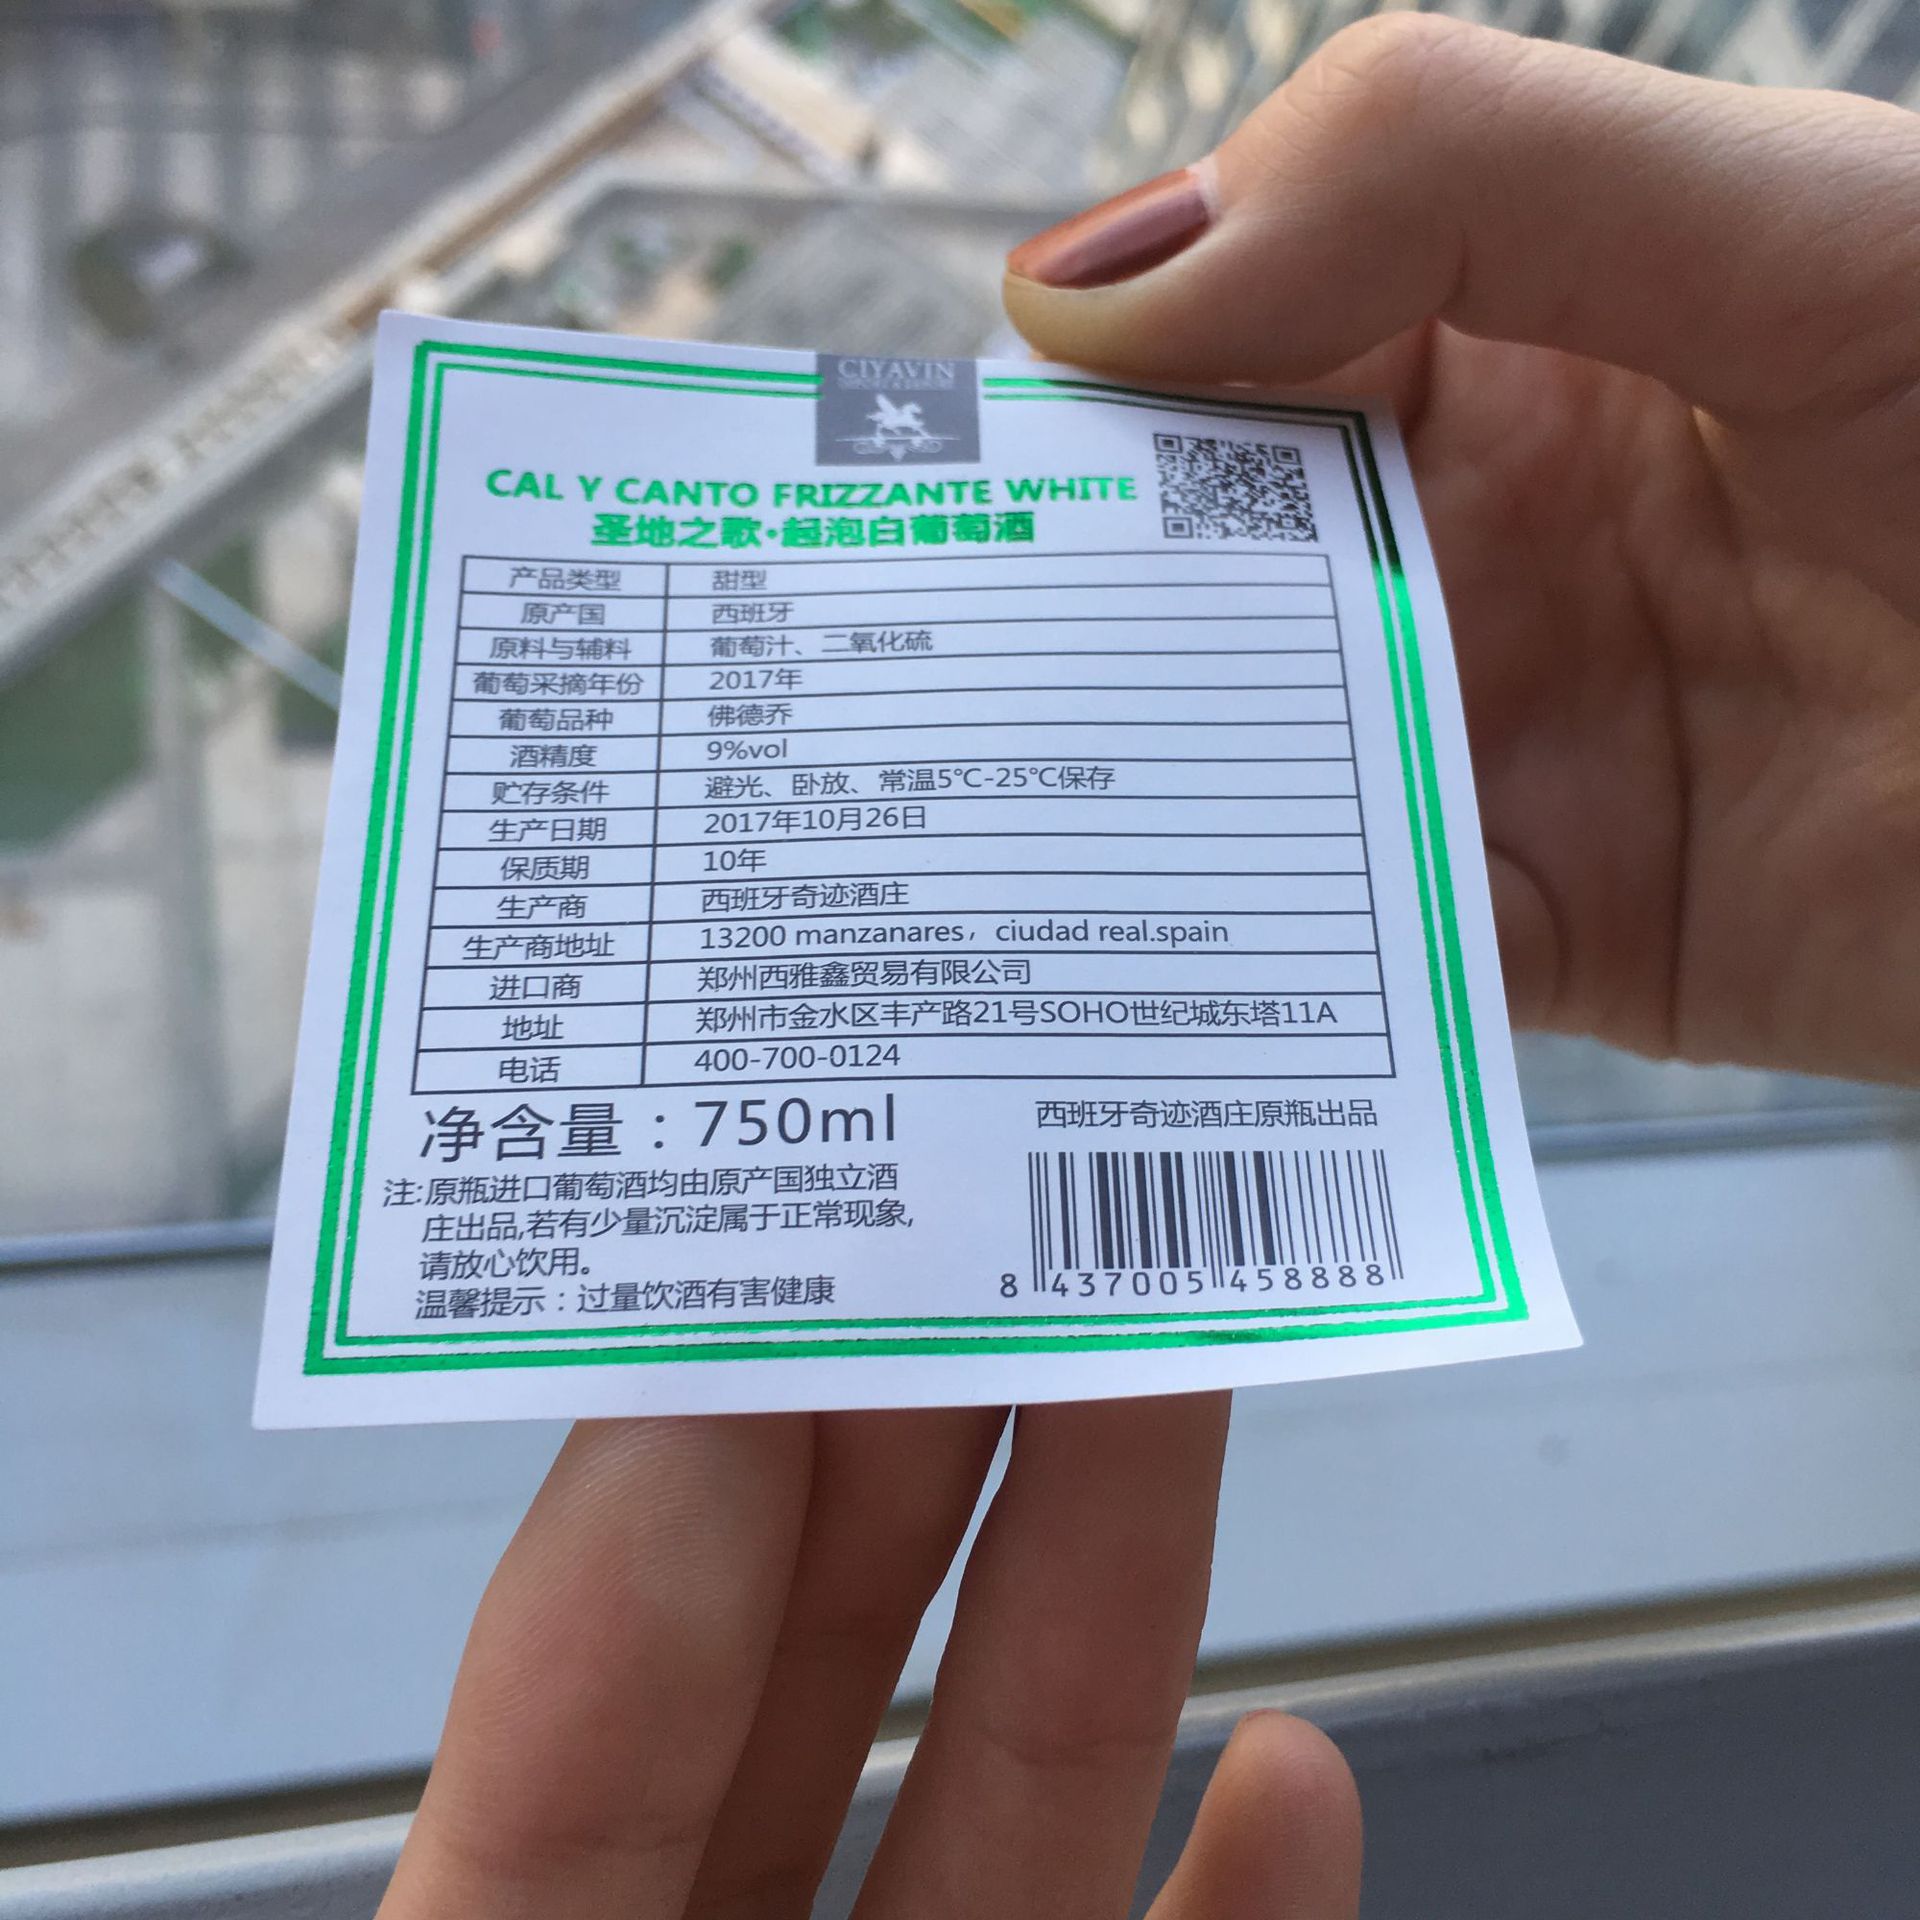 CIYAVIN
CAL Y CANTO FRIZZANTE WHITE
圣地之歌·起泡白葡萄酒
产品类型 甜型
原产国 西班牙
原料与辅料 葡萄汁、二氧化硫
葡萄采摘年份 2017年
葡萄品种 佛德乔
酒精度 9%vol
贮存条件 避光、卧放、常温5℃-25℃保存
生产日期 2017年10月26日
保质期 10年
生产商 西班牙奇迹酒庄
生产商地址 13200 manzanares，ciudad real.spain
进口商 郑州西雅鑫贸易有限公司
地址 郑州市金水区丰产路21号SOHO世纪城东塔11A
电话 400-700-0124
净含量：750ml
注:原瓶进口葡萄酒均由原产国独立酒
庄出品,若有少量沉淀属于正常现象,
请放心饮用。
温馨提示：过量饮酒有害健康
西班牙奇迹酒庄原瓶出品
8 437005 458888